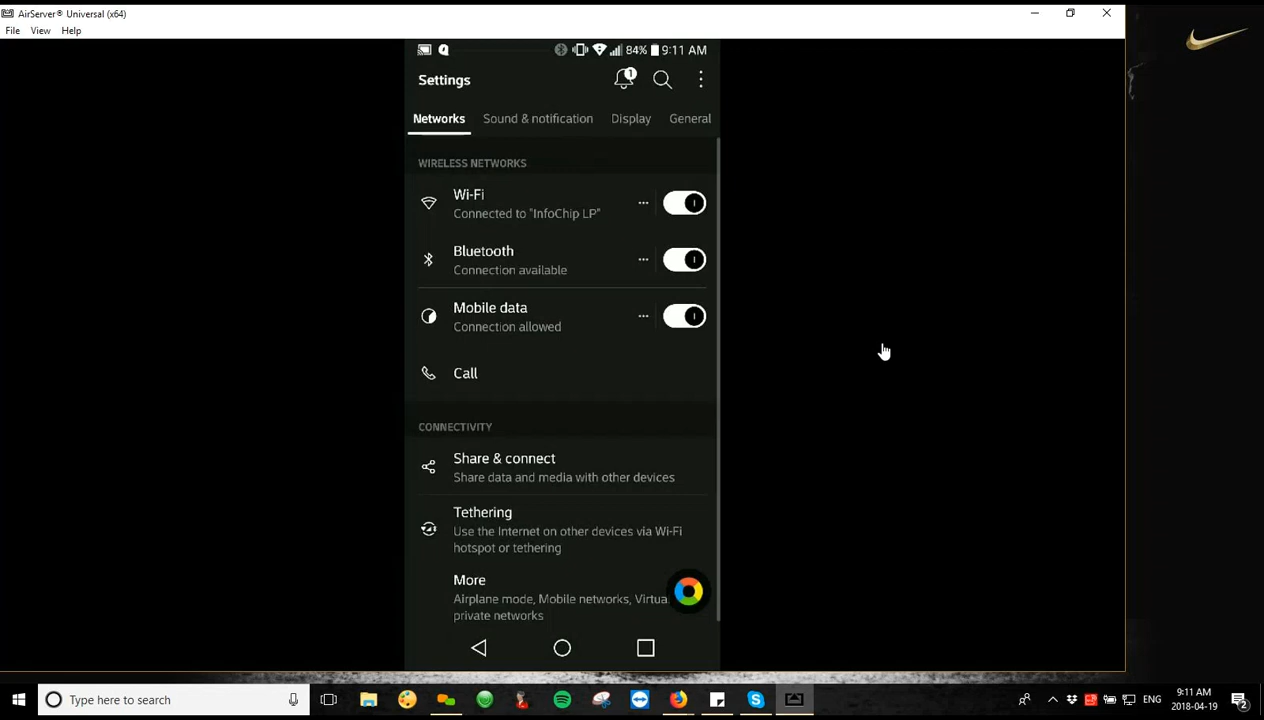 AirServer® Universal (x64)
File View Help
84% 9:11 AM
Settings
1
Networks Sound & notification Display General
WIRELESS NETWORKS
Wi-Fi
Connected to "InfoChip LP"
Bluetooth
Connection available
Mobile data
Connection allowed
Call
CONNECTIVITY
Share & connect
Share data and media with other devices
Tethering
Use the Internet on other devices via Wi-Fi
hotspot or tethering
More
Airplane mode, Mobile networks, Virtua
private networks
Type here to search
ENG
9:11 AM
2018-04-19
2